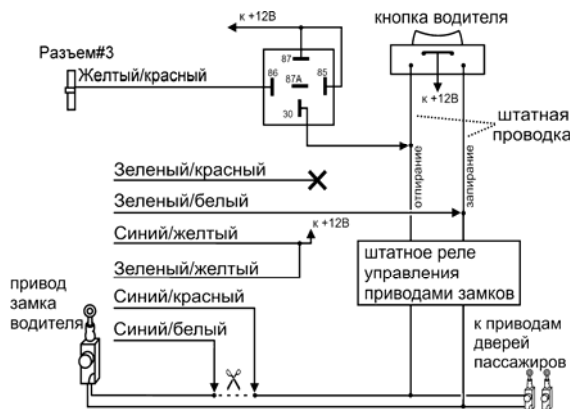 к +12В
кнопка водителя
Разъем#3
87
Желтый/красный
86
87A
85
к +12В
30
штатная
проводка
отпирание
запирание
Зеленый/красный
Зеленый/белый
к +12В
Синий/желтый
Зеленый/желтый
штатное реле
управления
приводами замков
привод
замка
водителя
Синий/красный
Синий/белый
к приводам
дверей
пассажиров